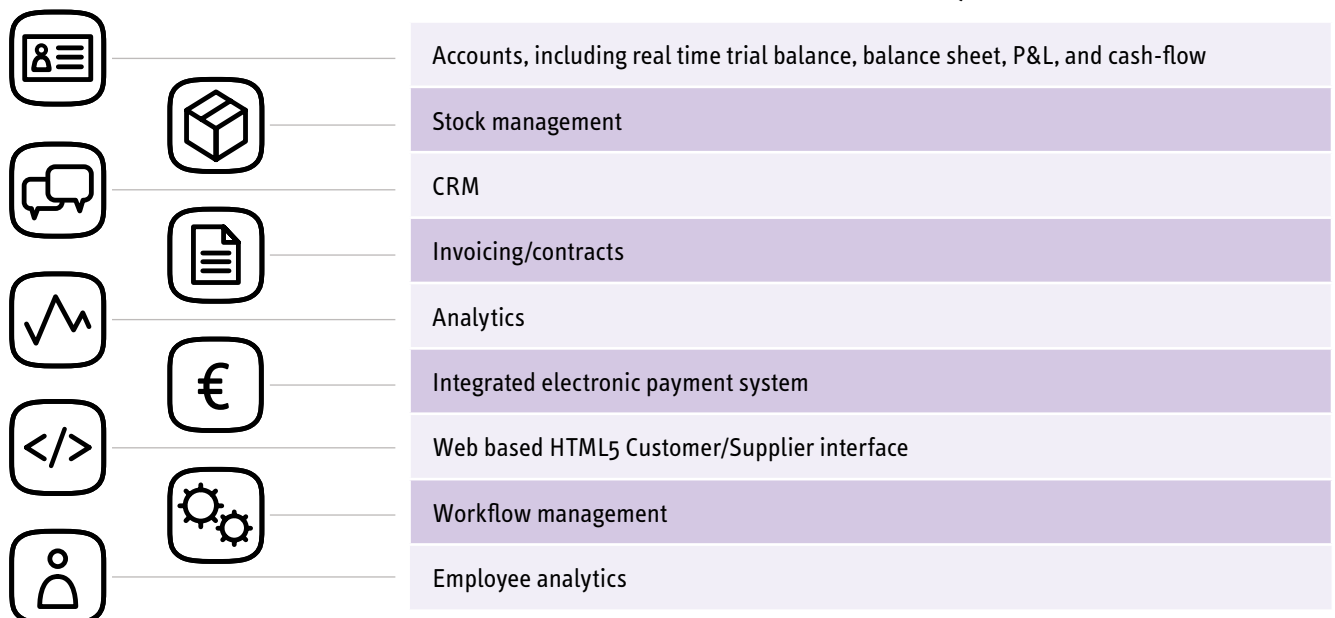 Accounts, including real time trial balance, balance sheet, P&L, and cash-flow
Stock management
CRM
Invoicing/contracts
Analytics
€
Integrated electronic payment system
</>
Web based HTML5 Customer/Supplier interface
Workflow management
Employee analytics